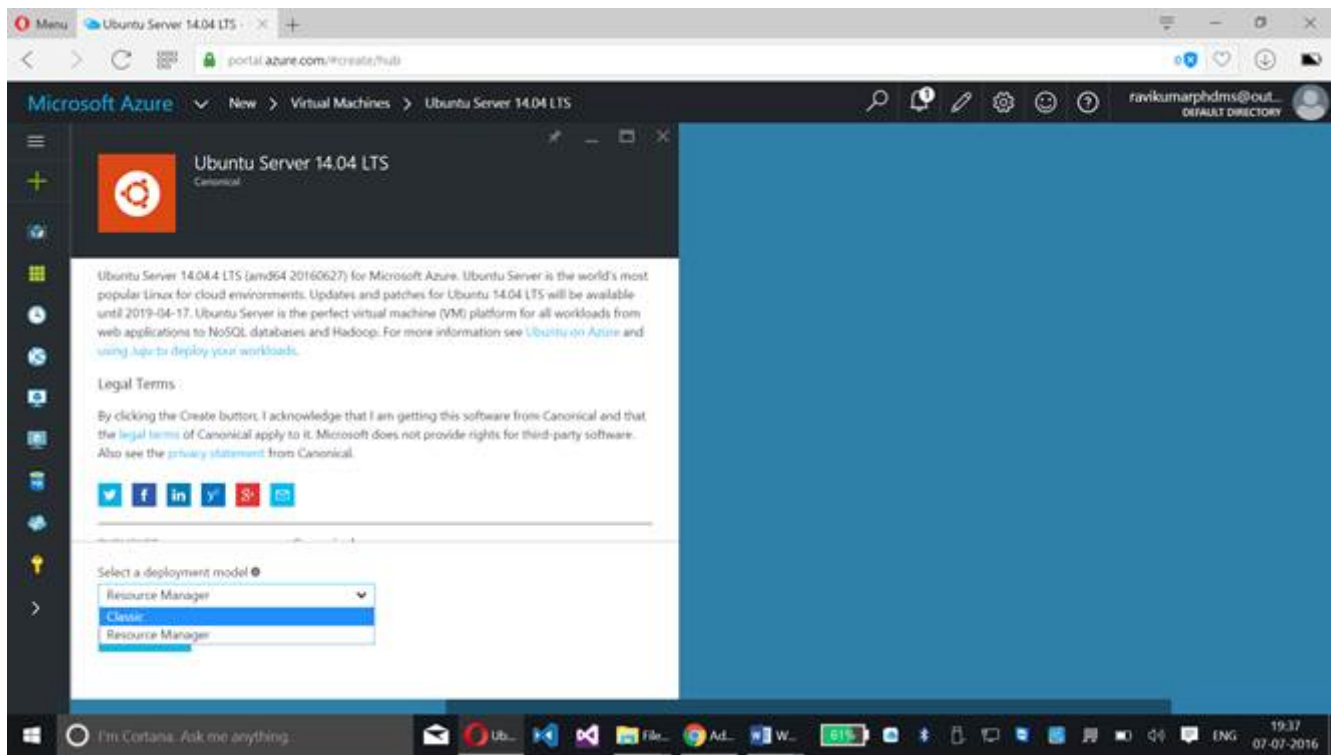 Menu
Ubuntu Server 14.04 LTS -
portal.azure.com/#create/hub
Microsoft Azure New > Virtual Machines > Ubuntu Server 14.04 LTS
1
ravikumarphdms@out...
DEFAULT DIRECTORY
Ubuntu Server 14.04 LTS
Canonical
Ubuntu Server 14.04.4 LTS (amd64 20160627) for Microsoft Azure. Ubuntu Server is the world's most
popular Linux for cloud environments. Updates and patches for Ubuntu 14.04 LTS will be available
until 2019-04-17. Ubuntu Server is the perfect virtual machine (VM) platform for all workloads from
web applications to NoSQL databases and Hadoop. For more information see Ubuntu on Azure and
using Juju to deploy your workloads.
Legal Terms
By clicking the Create button, I acknowledge that I am getting this software from Canonical and that
the legal terms of Canonical apply to it. Microsoft does not provide rights for third-party software.
Also see the privacy statement from Canonical.
Select a deployment model
Resource Manager
Classic
Resource Manager
I'm Cortana. Ask me anything.
Ub...
File...
Ad...
W...
61%
ENG
19:37
07-07-2016